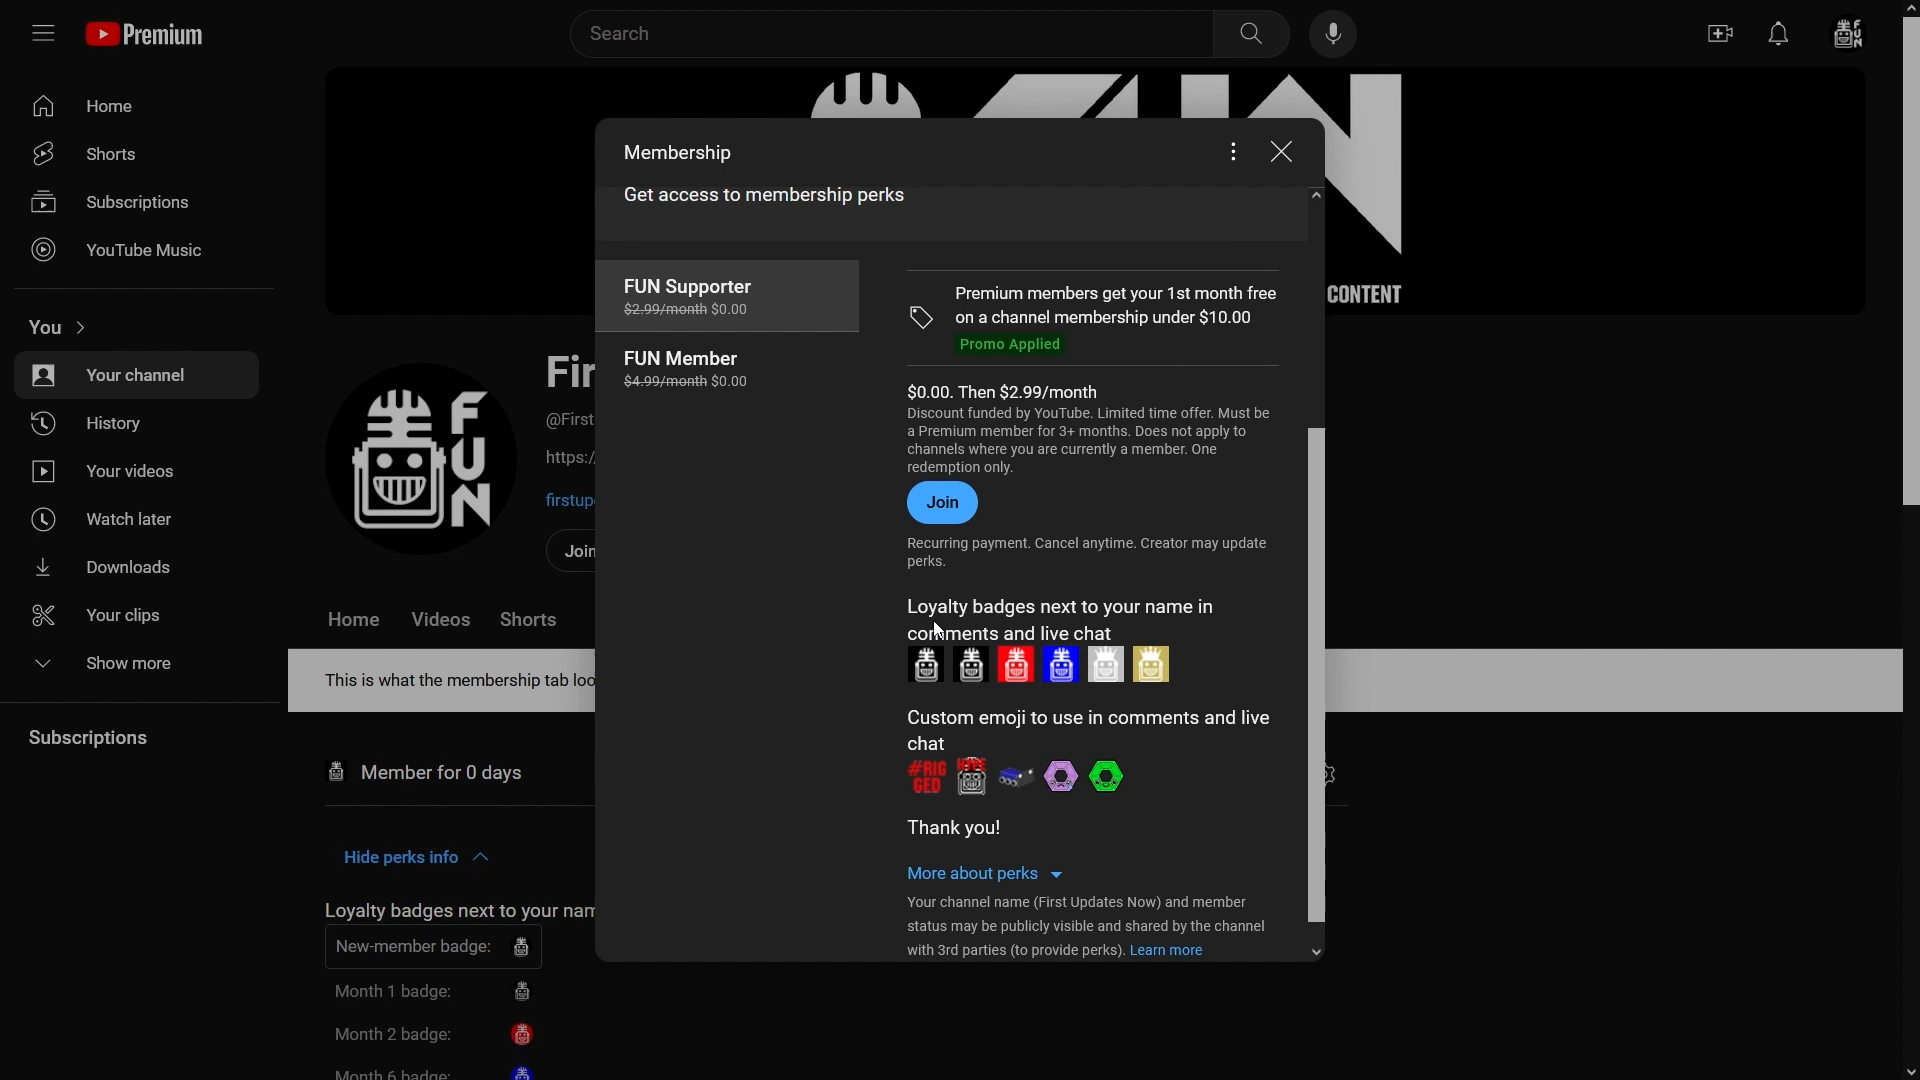 Premium
Search
FUN
Home
Shorts
Subscriptions
YouTube Music
You
Your channel
History
Your videos
Watch later
Downloads
Your clips
Show more
Subscriptions
CONTENT
FUN
Fir
@First
https:/
firstup
Join
Home Videos Shorts
This is what the membership tab loo
Member for 0 days
Hide perks info
Loyalty badges next to your nam
New-member badge:
Month 1 badge:
Month 2 badge:
Month 6 badge:
Membership
Get access to membership perks
FUN Supporter
$2.99/month $0.00
FUN Member
$4.99/month $0.00
Premium members get your 1st month free
on a channel membership under $10.00
Promo Applied
$0.00. Then $2.99/month
Discount funded by YouTube. Limited time offer. Must be
a Premium member for 3+ months. Does not apply to
channels where you are currently a member. One
redemption only.
Join
Recurring payment. Cancel anytime. Creator may update
perks.
Loyalty badges next to your name in
comments and live chat
Custom emoji to use in comments and live
chat
#RIG
GED
HYPE
Thank you!
More about perks
Your channel name (First Updates Now) and member
status may be publicly visible and shared by the channel
with 3rd parties (to provide perks). Learn more